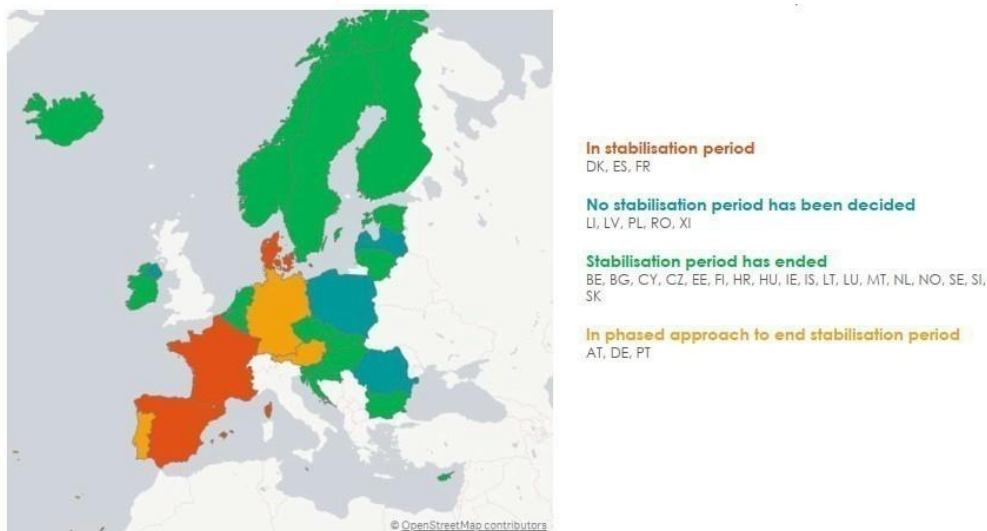 In stabilisation period
DK, ES, FR
No stabilisation period has been decided
LI, LV, PL, RO, XI
Stabilisation period has ended
BE, BG, CY, CZ, EE, FI, HR, HU, IE, IS, LT, LU, MT, NL, NO, SE, SI,
SK
In phased approach to end stabilisation period
AT, DE, PT
© OpenStreetMap contributors